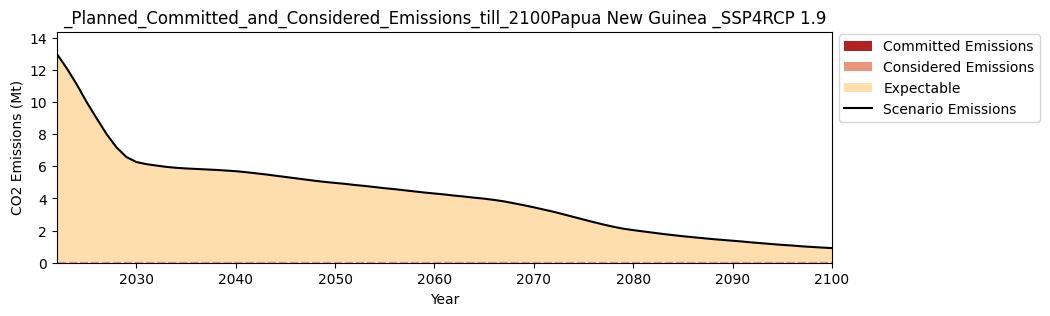 _Planned_Committed_and_Considered_Emissions_till_2100Papua New Guinea _SSP4RCP 1.9
14
12
10
8
6
4
2
0
CO2 Emissions (Mt)
2030 2040 2050 2060 2070 2080 2090 2100
Year
Committed Emissions
Considered Emissions
Expectable
Scenario Emissions